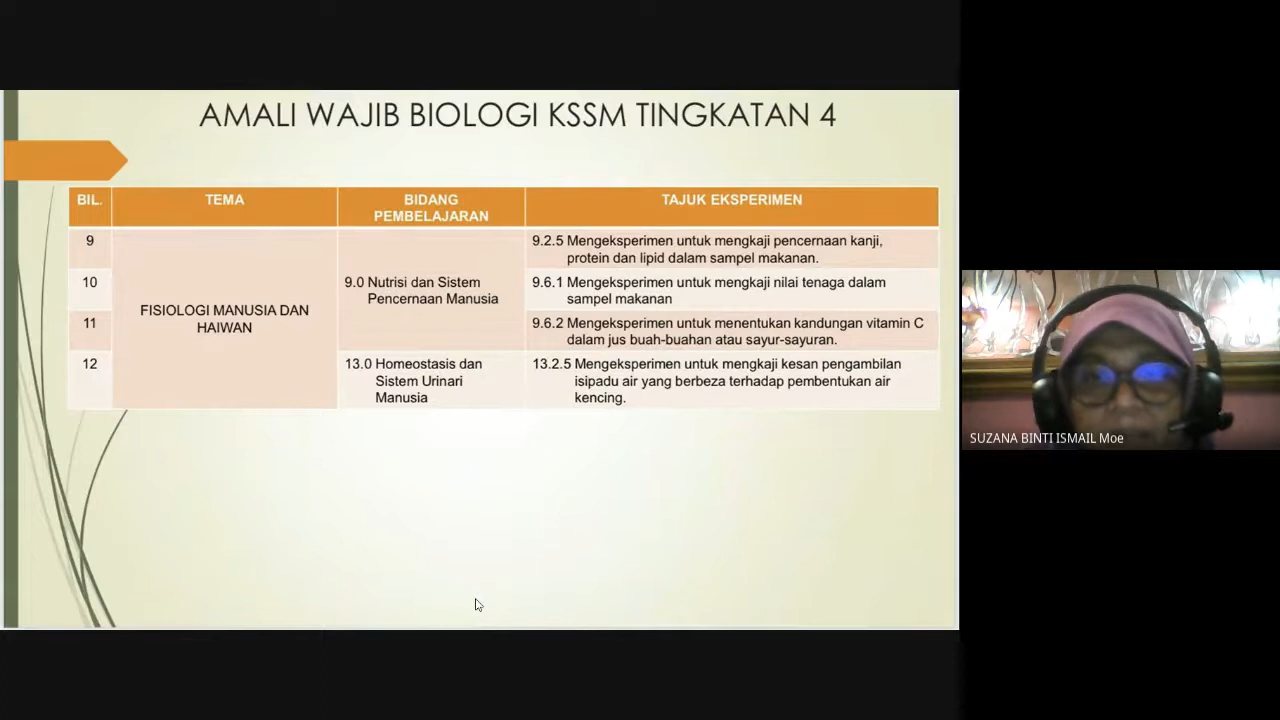 AMALI WAJIB BIOLOGI KSSM TINGKATAN 4
BIL.
TEMA
BIDANG
PEMBELAJARAN
TAJUK EKSPERIMEN
9
FISIOLOGI MANUSIA DAN
HAIWAN
9.0 Nutrisi dan Sistem
Pencernaan Manusia
9.2.5 Mengeksperimen untuk mengkaji pencernaan kanji,
protein dan lipid dalam sampel makanan.
10
9.6.1 Mengeksperimen untuk mengkaji nilai tenaga dalam
sampel makanan
11
9.6.2 Mengeksperimen untuk menentukan kandungan vitamin C
dalam jus buah-buahan atau sayur-sayuran.
12
13.0 Homeostasis dan
Sistem Urinari
Manusia
13.2.5 Mengeksperimen untuk mengkaji kesan pengambilan
isipadu air yang berbeza terhadap pembentukan air
kencing.
SUZANA BINTI ISMAIL Moe